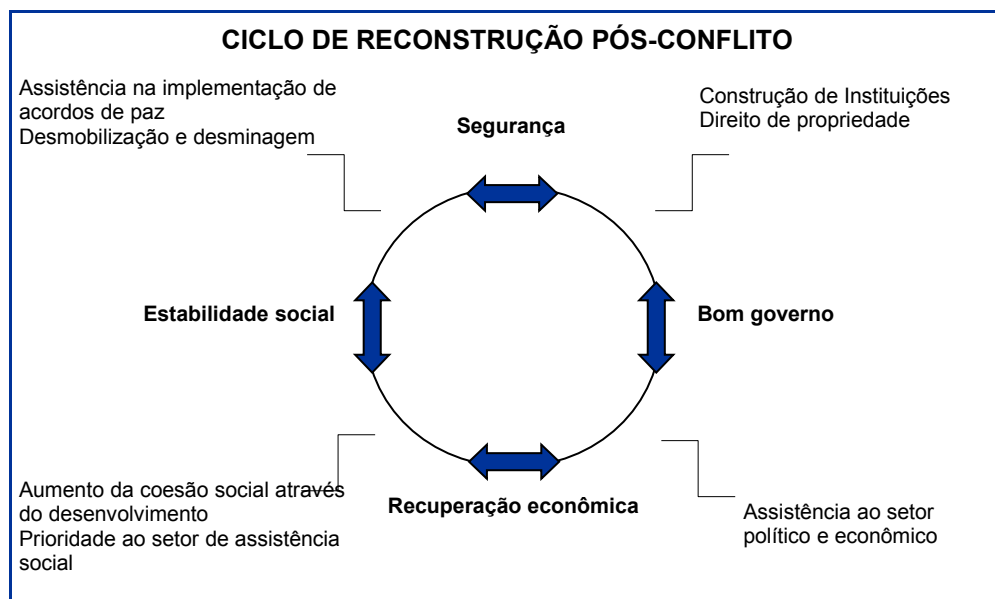 CICLO DE RECONSTRUÇÃO PÓS-CONFLITO
Assistência na implementação de
acordos de paz
Desmobilização e desminagem
Segurança
Construção de Instituições
Direito de propriedade
Estabilidade social
Bom governo
Aumento da coesão social através
do desenvolvimento
Prioridade ao setor de assistência
social
Recuperação econômica
Assistência ao setor
político e econômico